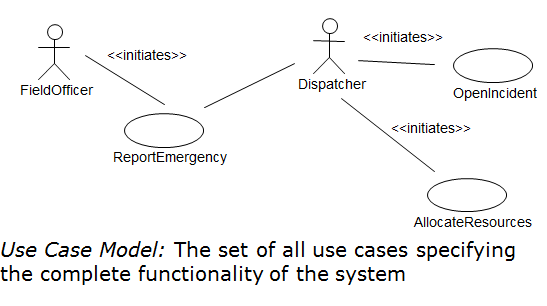 <<initiates>>
<<initiates>>
FieldOfficer
Dispatcher
OpenIncident
<<initiates>>
ReportEmergency
AllocateResources
Use Case Model: The set of all use cases specifying
the complete functionality of the system